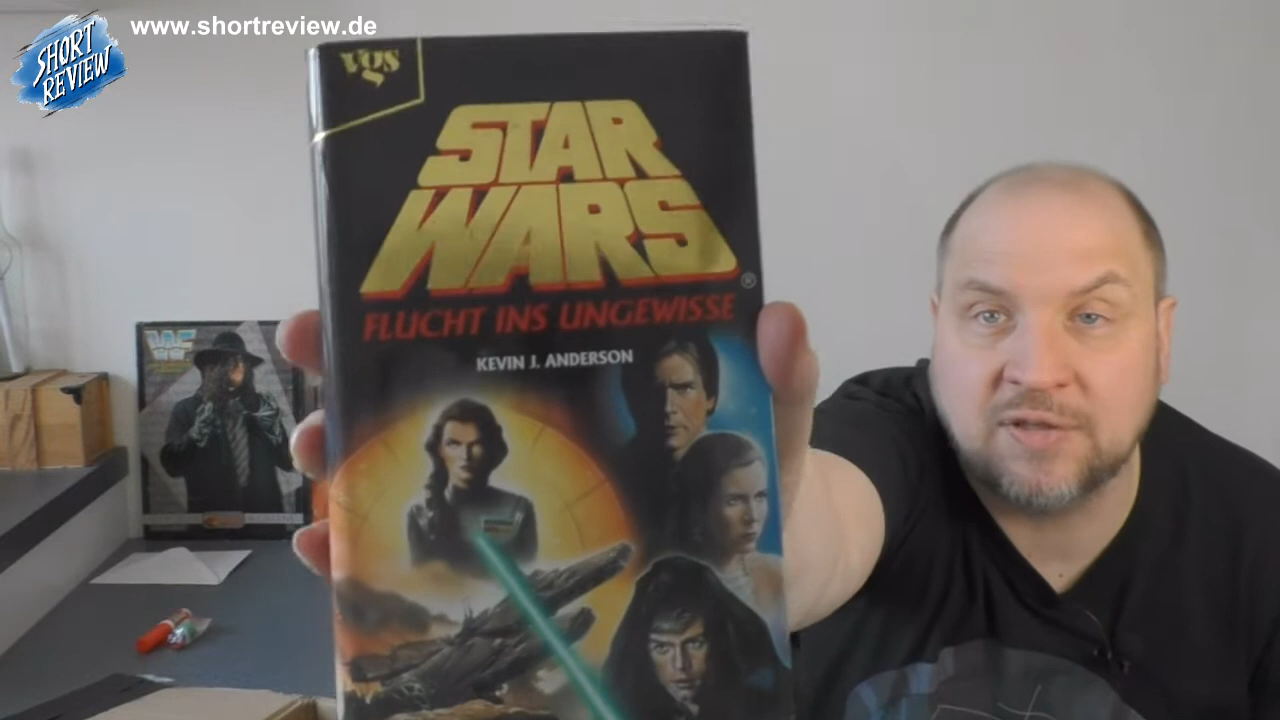 www.shortreview.de
SHORT
REVIEW
vgs
STAR
WARS
®
FLUCHT INS UNGEWISSE
KEVIN J. ANDERSON